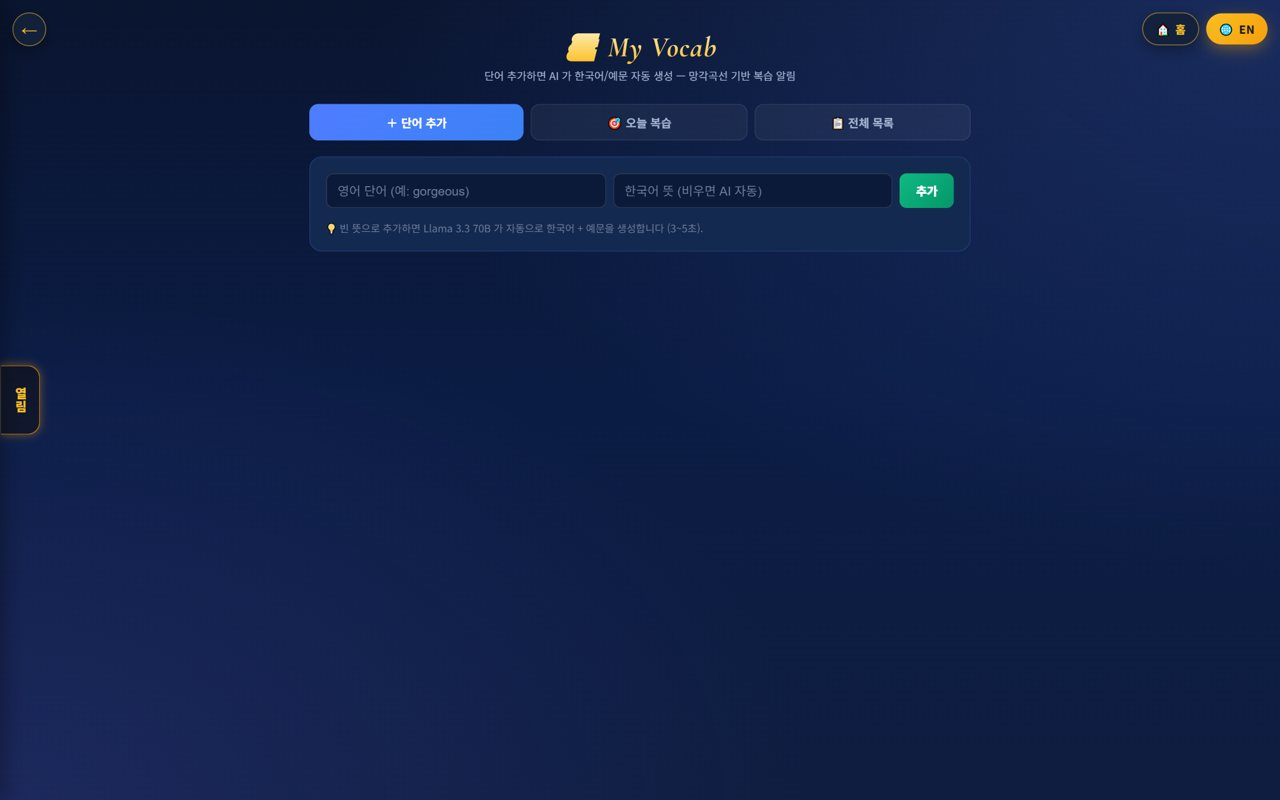 ←
🏠 홈
🌐 EN
My Vocab
단어 추가하면 AI 가 한국어/예문 자동 생성 — 망각곡선 기반 복습 알림
+ 단어 추가
🎯 오늘 복습
📋 전체 목록
영어 단어 (예: gorgeous)
한국어 뜻 (비우면 AI 자동)
추가
💡 빈 뜻으로 추가하면 Llama 3.3 70B 가 자동으로 한국어 + 예문을 생성합니다 (3~5초).
열림